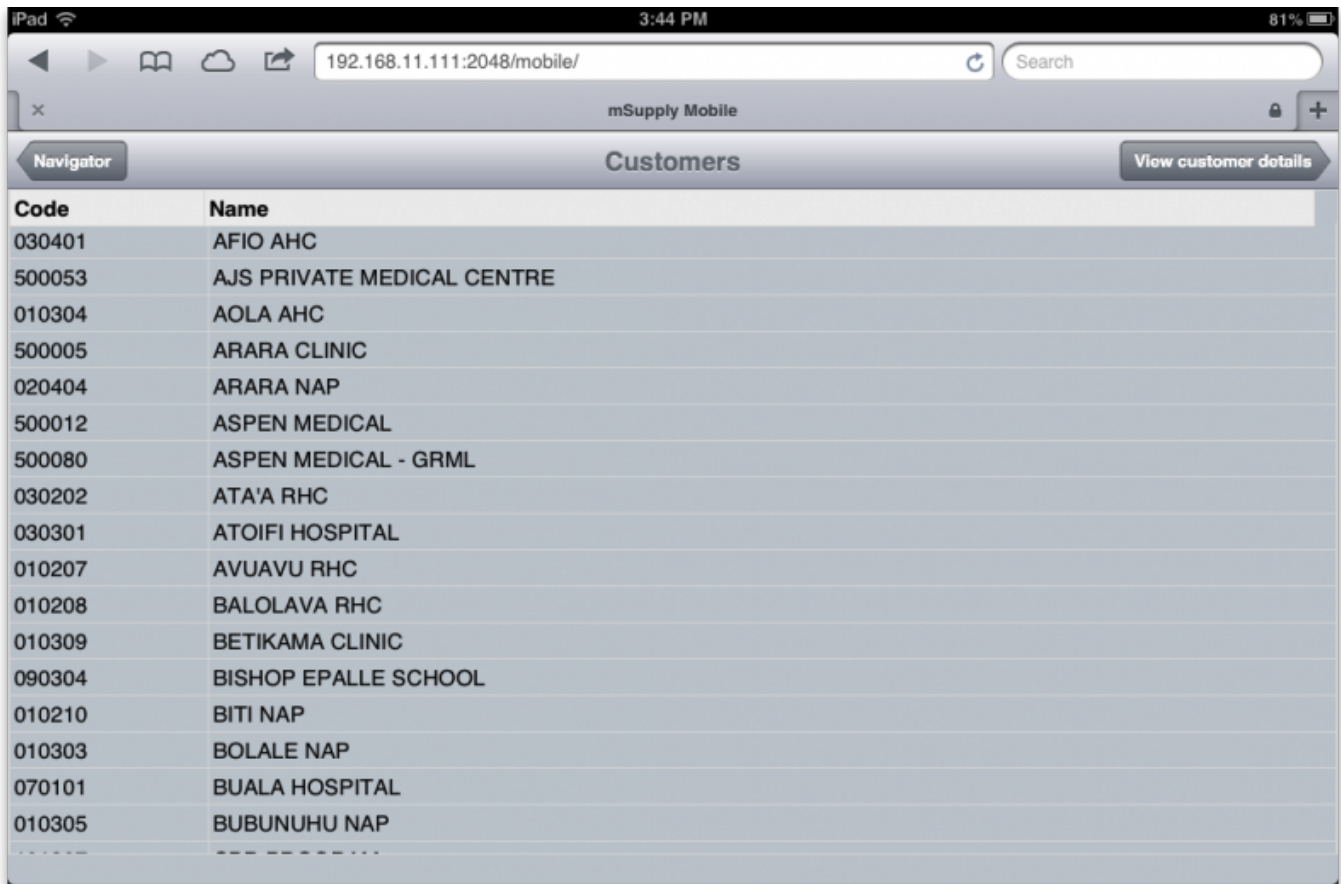 iPad 3:44 PM 81%
192.168.11.111:2048/mobile/ Search
mSupply Mobile
Navigator Customers View customer details
Code Name
030401 AFIO AHC
500053 AJS PRIVATE MEDICAL CENTRE
010304 AOLA AHC
500005 ARARA CLINIC
020404 ARARA NAP
500012 ASPEN MEDICAL
500080 ASPEN MEDICAL - GRML
030202 ATA'A RHC
030301 ATOIFI HOSPITAL
010207 AVUAVU RHC
010208 BALOLAVA RHC
010309 BETIKAMA CLINIC
090304 BISHOP EPALLE SCHOOL
010210 BITI NAP
010303 BOLALE NAP
070101 BUALA HOSPITAL
010305 BUBUNUHU NAP